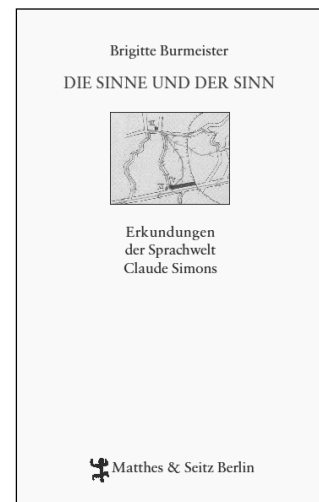 Brigitte Burmeister
DIE SINNE UND DER SINN
Erkundungen
der Sprachwelt
Claude Simons
Matthes & Seitz Berlin